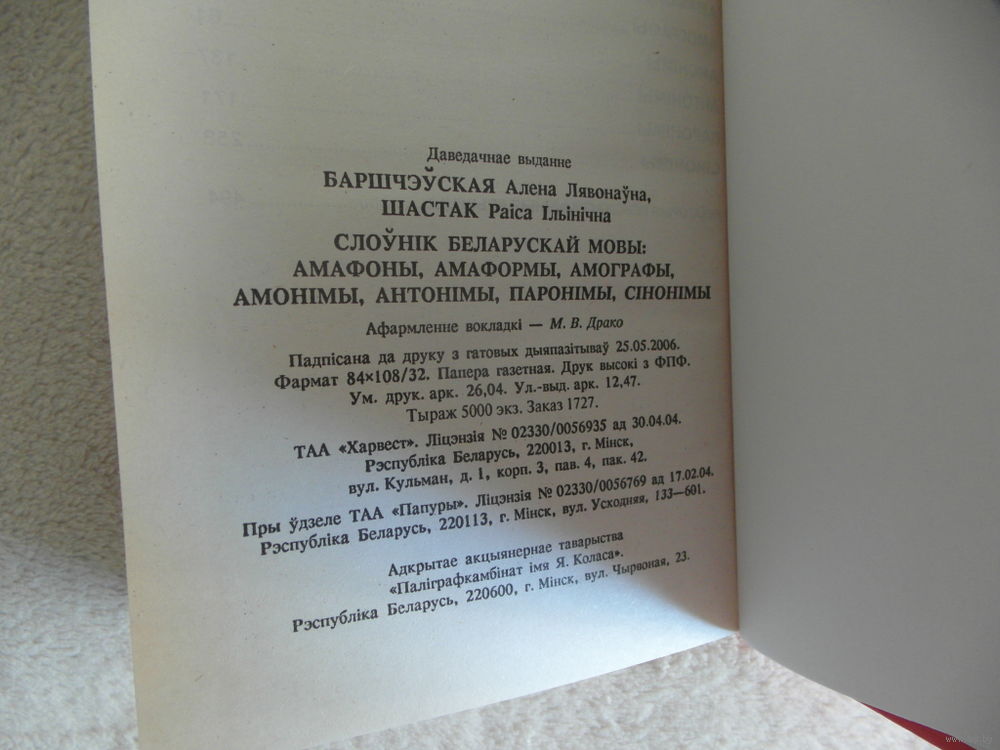 Даведачнае выданне
БАРШЧЭЎСКАЯ Алена Лявонаўна,
ШАСТАК Раіса Ільінічна
СЛОЎНІК БЕЛАРУСКАЙ МОВЫ:
АМАФОНЫ, АМАФОРМЫ, АМОГРАФЫ,
АМОНІМЫ, АНТОНІМЫ, ПАРОНІМЫ, СІНОНІМЫ
Афармленне вокладкі — М. В. Драко
Падпісана да друку з гатовых дыяпазітываў 25.05.2006.
Фармат 84×108/32. Папера газетная. Друк высокі з ФПФ.
Ум. друк. арк. 26,04. Ул.-выд. арк. 12,47.
Тыраж 5000 экз. Заказ 1727.
ТАА «Харвест». Ліцэнзія № 02330/0056935 ад 30.04.04.
Рэспубліка Беларусь, 220013, г. Мінск,
вул. Кульман, д. 1, корп. 3, пав. 4, пак. 42.
Пры ўдзеле ТАА «Папуры». Ліцэнзія № 02330/0056769 ад 17.02.04.
Рэспубліка Беларусь, 220113, г. Мінск, вул. Усходняя, 133—601.
Адкрытае акцыянернае таварыства
«Паліграфкамбінат імя Я. Коласа».
Рэспубліка Беларусь, 220600, г. Мінск, вул. Чырвоная, 23.